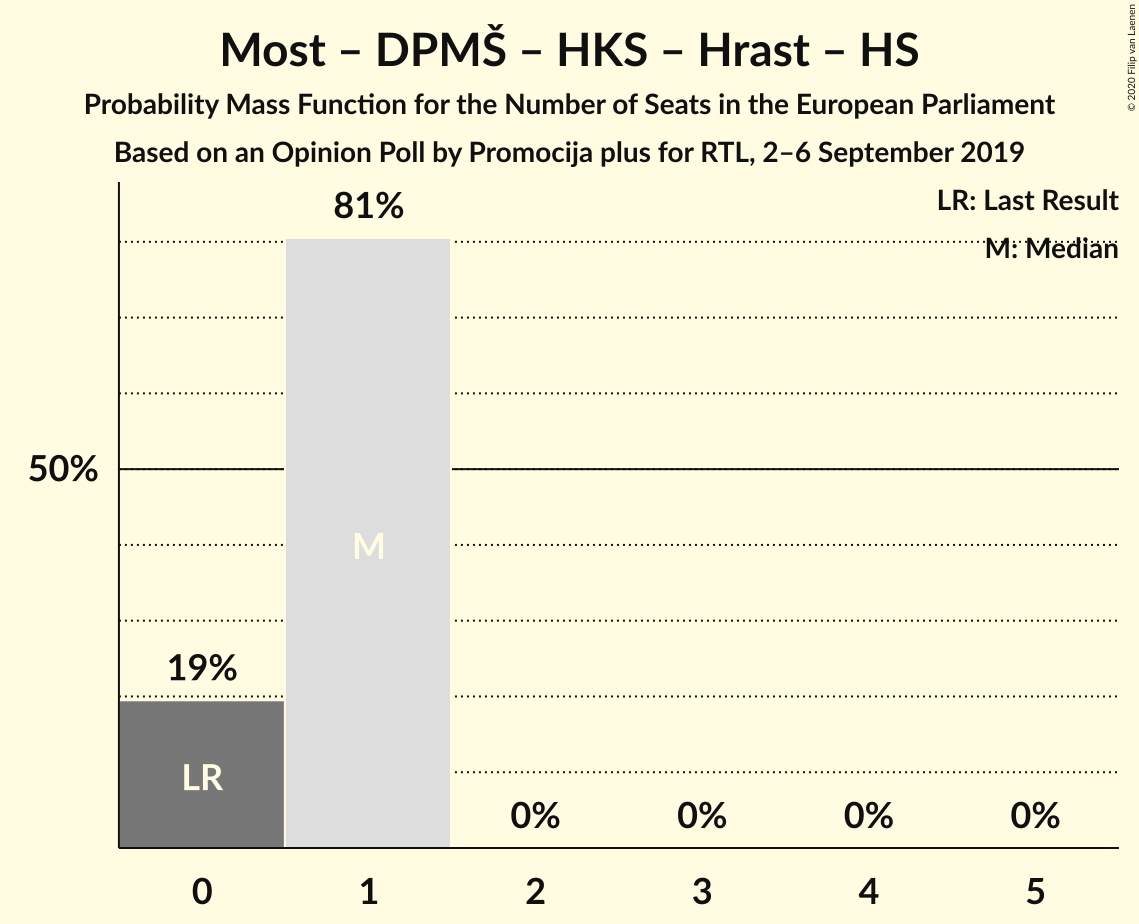 Most – DPMŠ – HKS – Hrast – HS
Probability Mass Function for the Number of Seats in the European Parliament
Based on an Opinion Poll by Promocija plus for RTL, 2–6 September 2019
© 2020 Filip van Laenen
LR: Last Result
M: Median
81%
50%
M
19%
LR
0% 0% 0% 0%
0 1 2 3 4 5